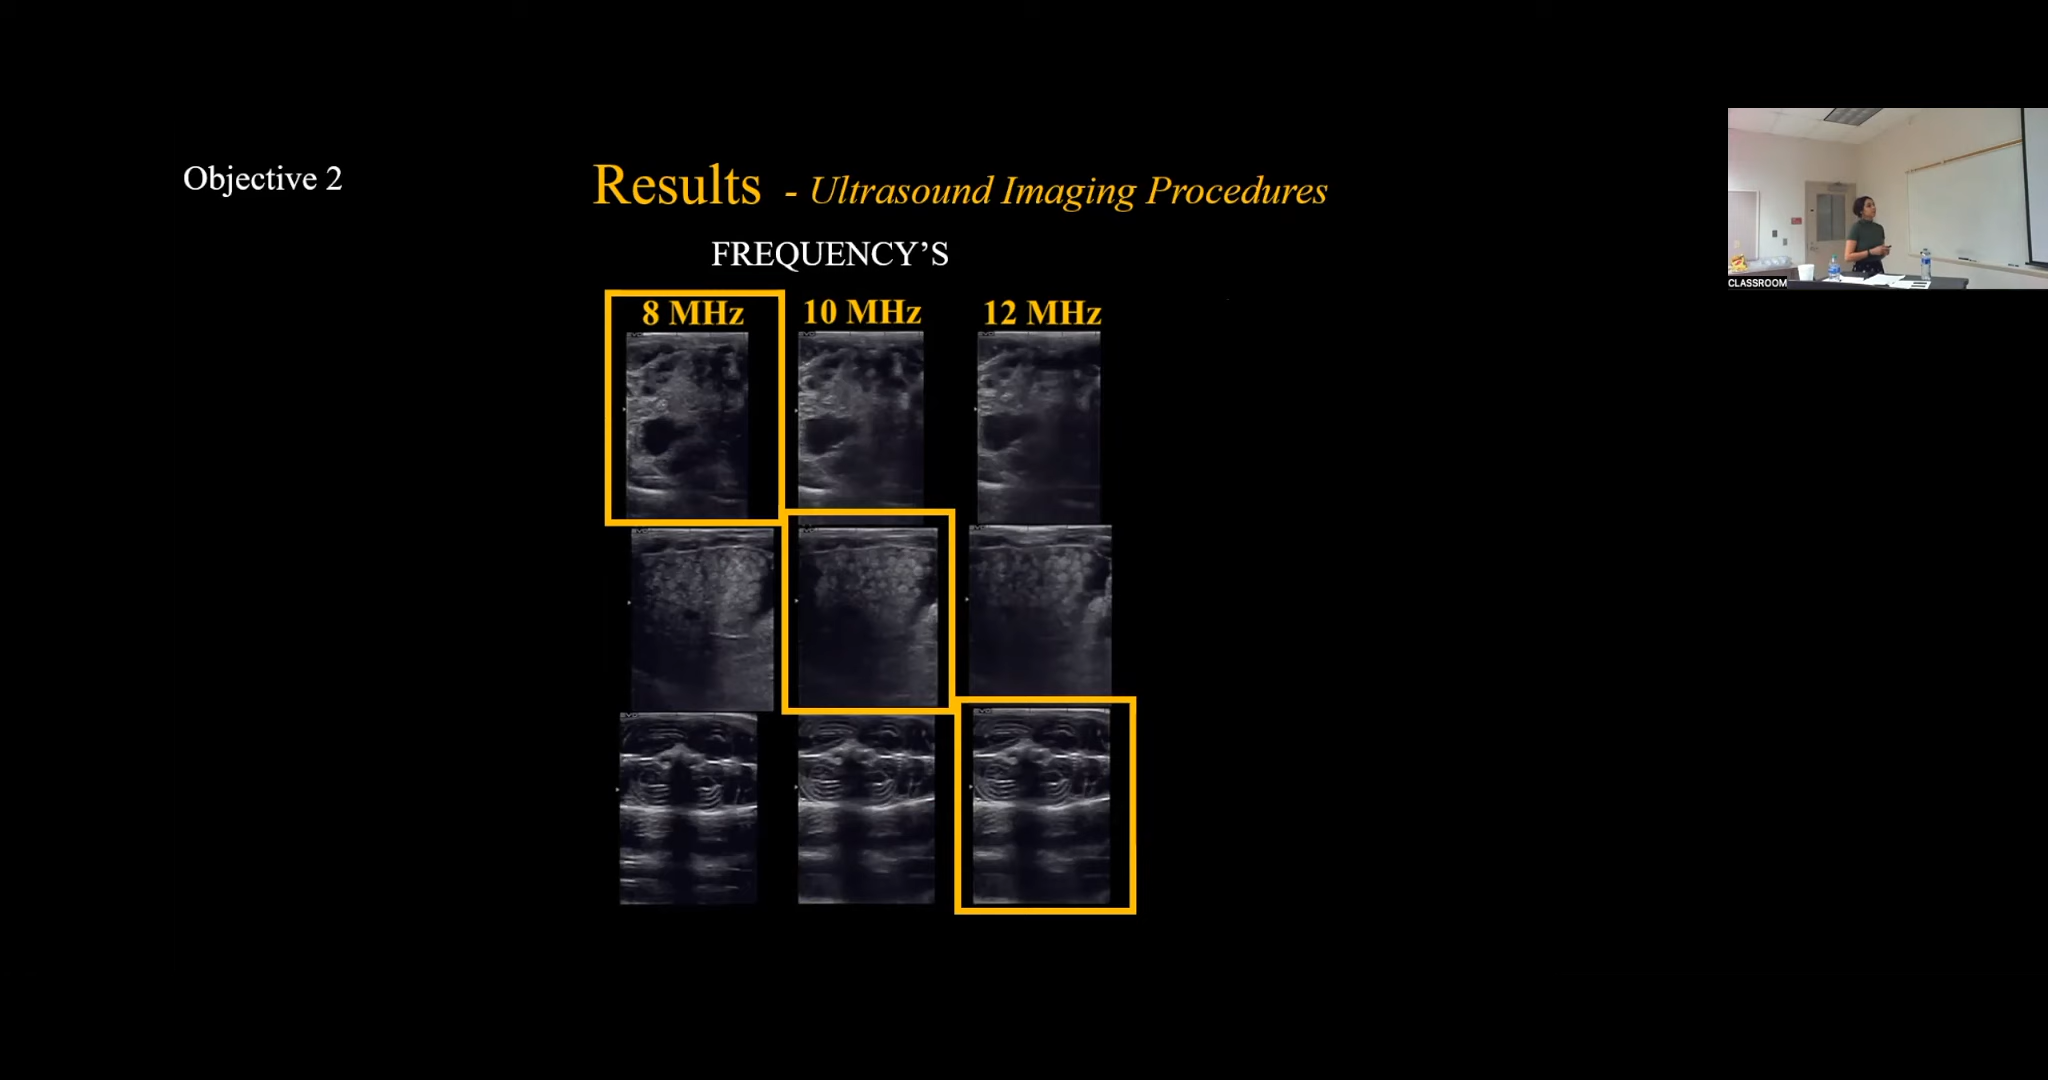 Objective 2
Results - Ultrasound Imaging Procedures
FREQUENCY’S
8 MHz 10 MHz 12 MHz
CLASSROOM